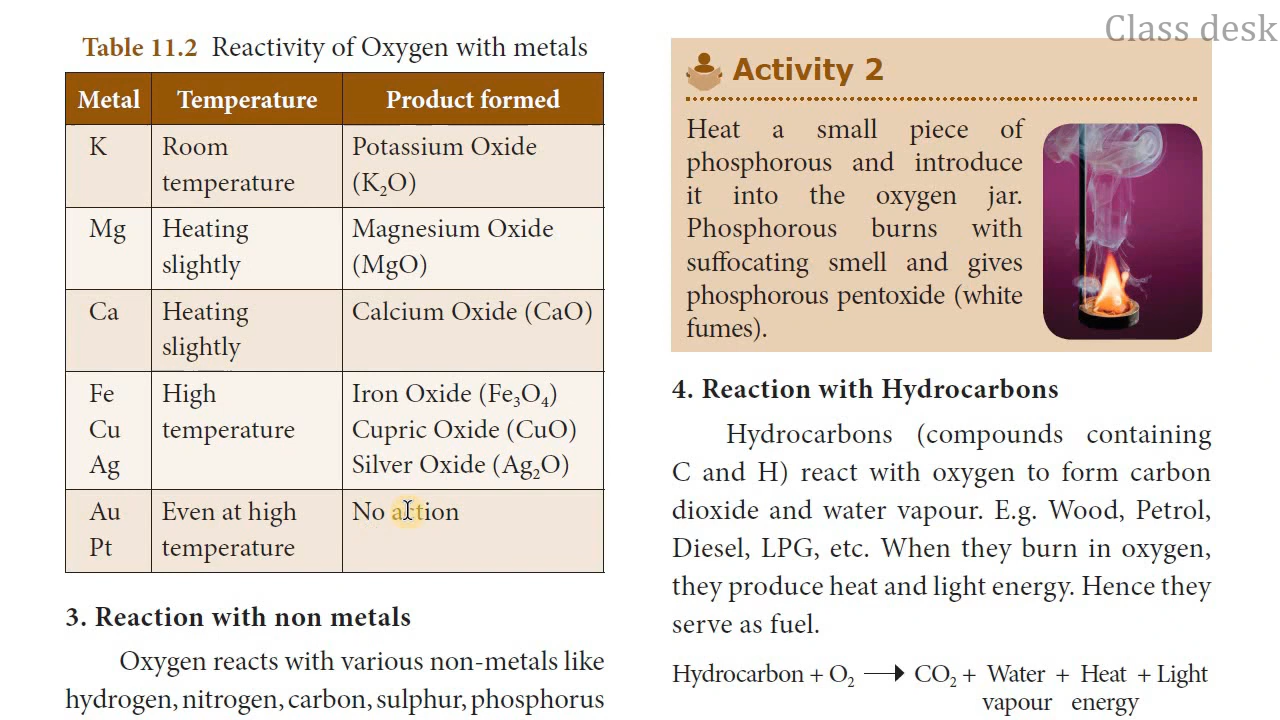 Class desk
Table 11.2 Reactivity of Oxygen with metals
Metal Temperature Product formed
K Room temperature Potassium Oxide (K₂O)
Mg Heating slightly Magnesium Oxide (MgO)
Ca Heating slightly Calcium Oxide (CaO)
Fe High temperature Iron Oxide (Fe₃O₄)
Cu Cupric Oxide (CuO)
Ag Silver Oxide (Ag₂O)
Au Even at high temperature No action
Pt
3. Reaction with non metals
Oxygen reacts with various non-metals like
hydrogen, nitrogen, carbon, sulphur, phosphorus
Activity 2
Heat a small piece of
phosphorous and introduce
it into the oxygen jar.
Phosphorous burns with
suffocating smell and gives
phosphorous pentoxide (white
fumes).
4. Reaction with Hydrocarbons
Hydrocarbons (compounds containing
C and H) react with oxygen to form carbon
dioxide and water vapour. E.g. Wood, Petrol,
Diesel, LPG, etc. When they burn in oxygen,
they produce heat and light energy. Hence they
serve as fuel.
Hydrocarbon + O₂ ⟶ CO₂ + Water + Heat + Light
vapour energy